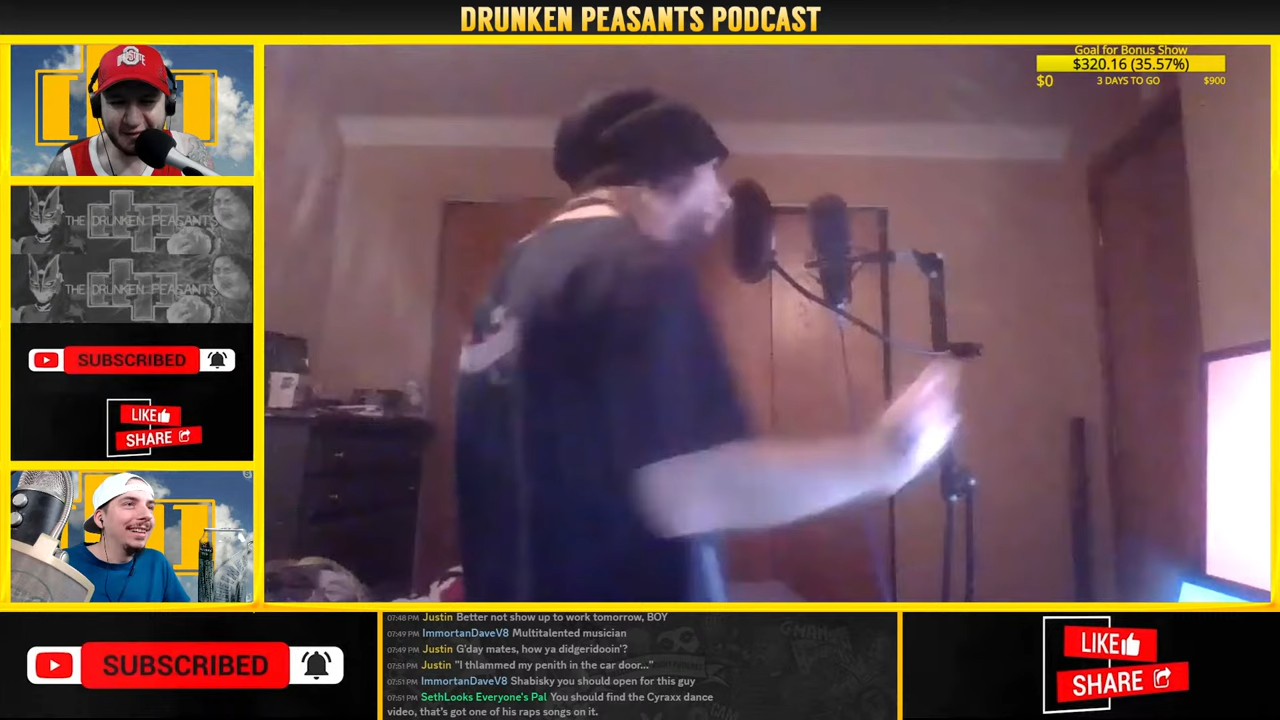 DRUNKEN PEASANTS PODCAST
Goal for Bonus Show
$320.16 (35.57%)
$0
3 DAYS TO GO
$900
THE DRUNKEN PEASANTS
THE DRUNKEN PEASANTS
SUBSCRIBED
LIKE
SHARE
07:48 PM Justin Better not show up to work tomorrow, BOY
07:49 PM ImmortanDaveV8 Multitalented musician
07:49 PM Justin G'day mates, how ya didgeridooin'?
07:51 PM Justin "I thlammed my penith in the car door..."
07:51 PM ImmortanDaveV8 Shabisky you should open for this guy
07:51 PM SethLooks Everyone's Pal You should find the Cyraxx dance
video, that's got one of his raps songs on it.
SUBSCRIBED
LIKE
SHARE